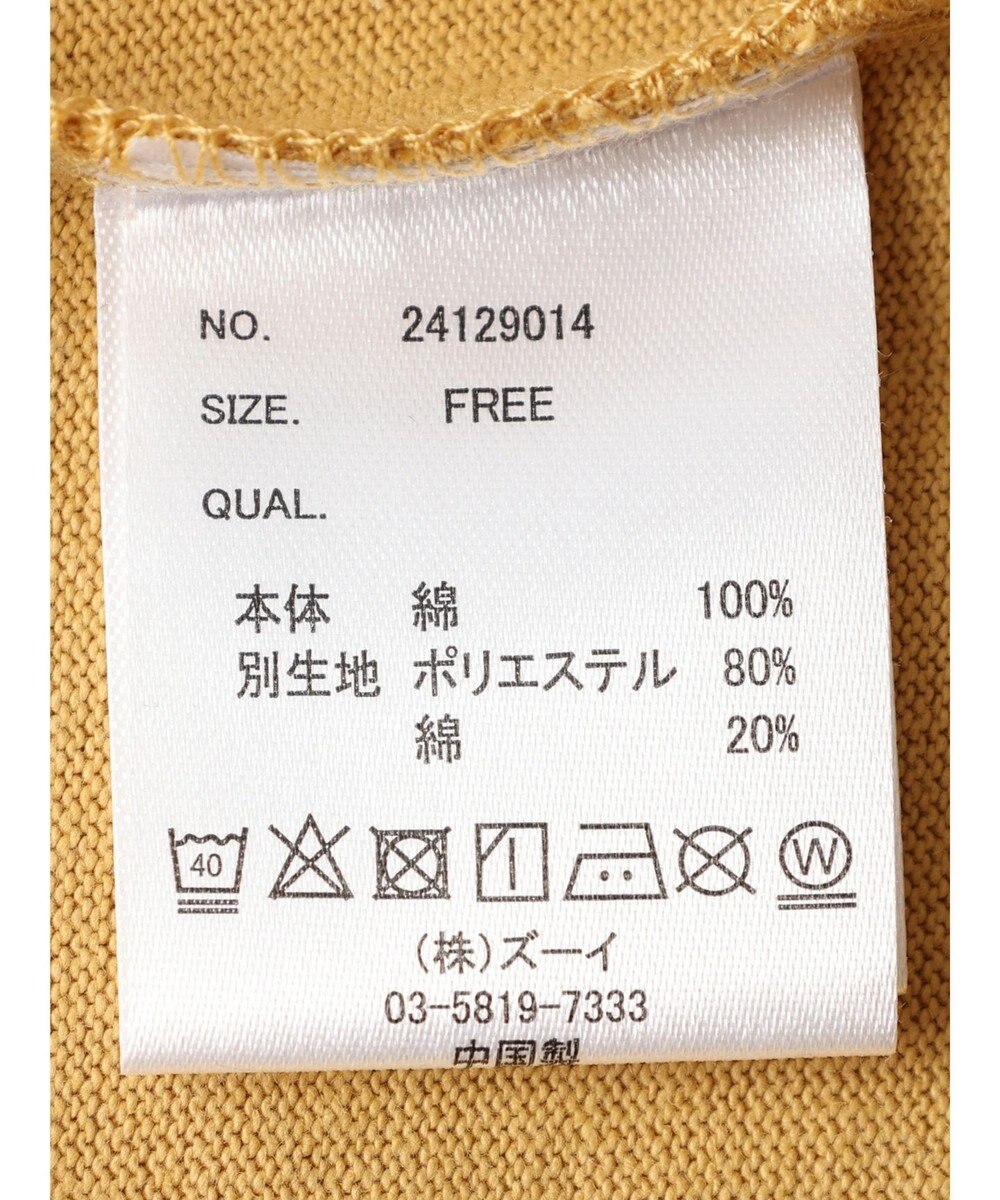 NO. 24129014
SIZE. FREE
QUAL.
本体 綿 100%
別生地 ポリエステル 80%
綿 20%
40 W
(株)ズーイ
03-5819-7333
中国製